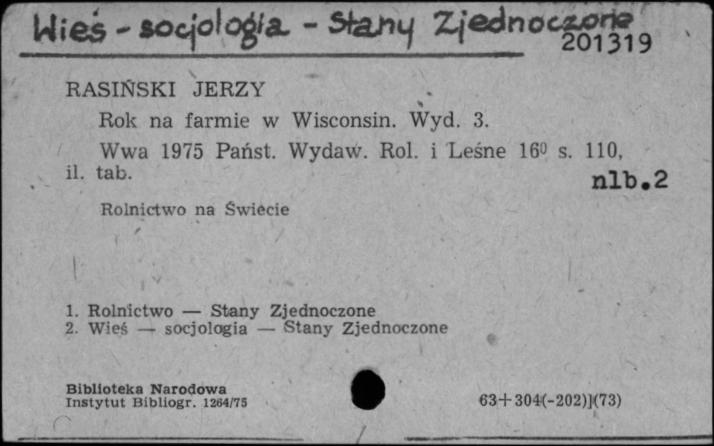 Wieś - socjologia - Stany Zjednoczone
201319
RASIŃSKI JERZY
Rok na farmie w Wisconsin. Wyd. 3.
Wwa 1975 Państ. Wydaw. Rol. i Leśne 16⁰ s. 110,
il. tab.
nlb.2
Rolnictwo na Świecie
1. Rolnictwo — Stany Zjednoczone
2. Wieś — socjologia — Stany Zjednoczone
Biblioteka Narodowa
Instytut Bibliogr. 1264/75
63+304(-202)](73)